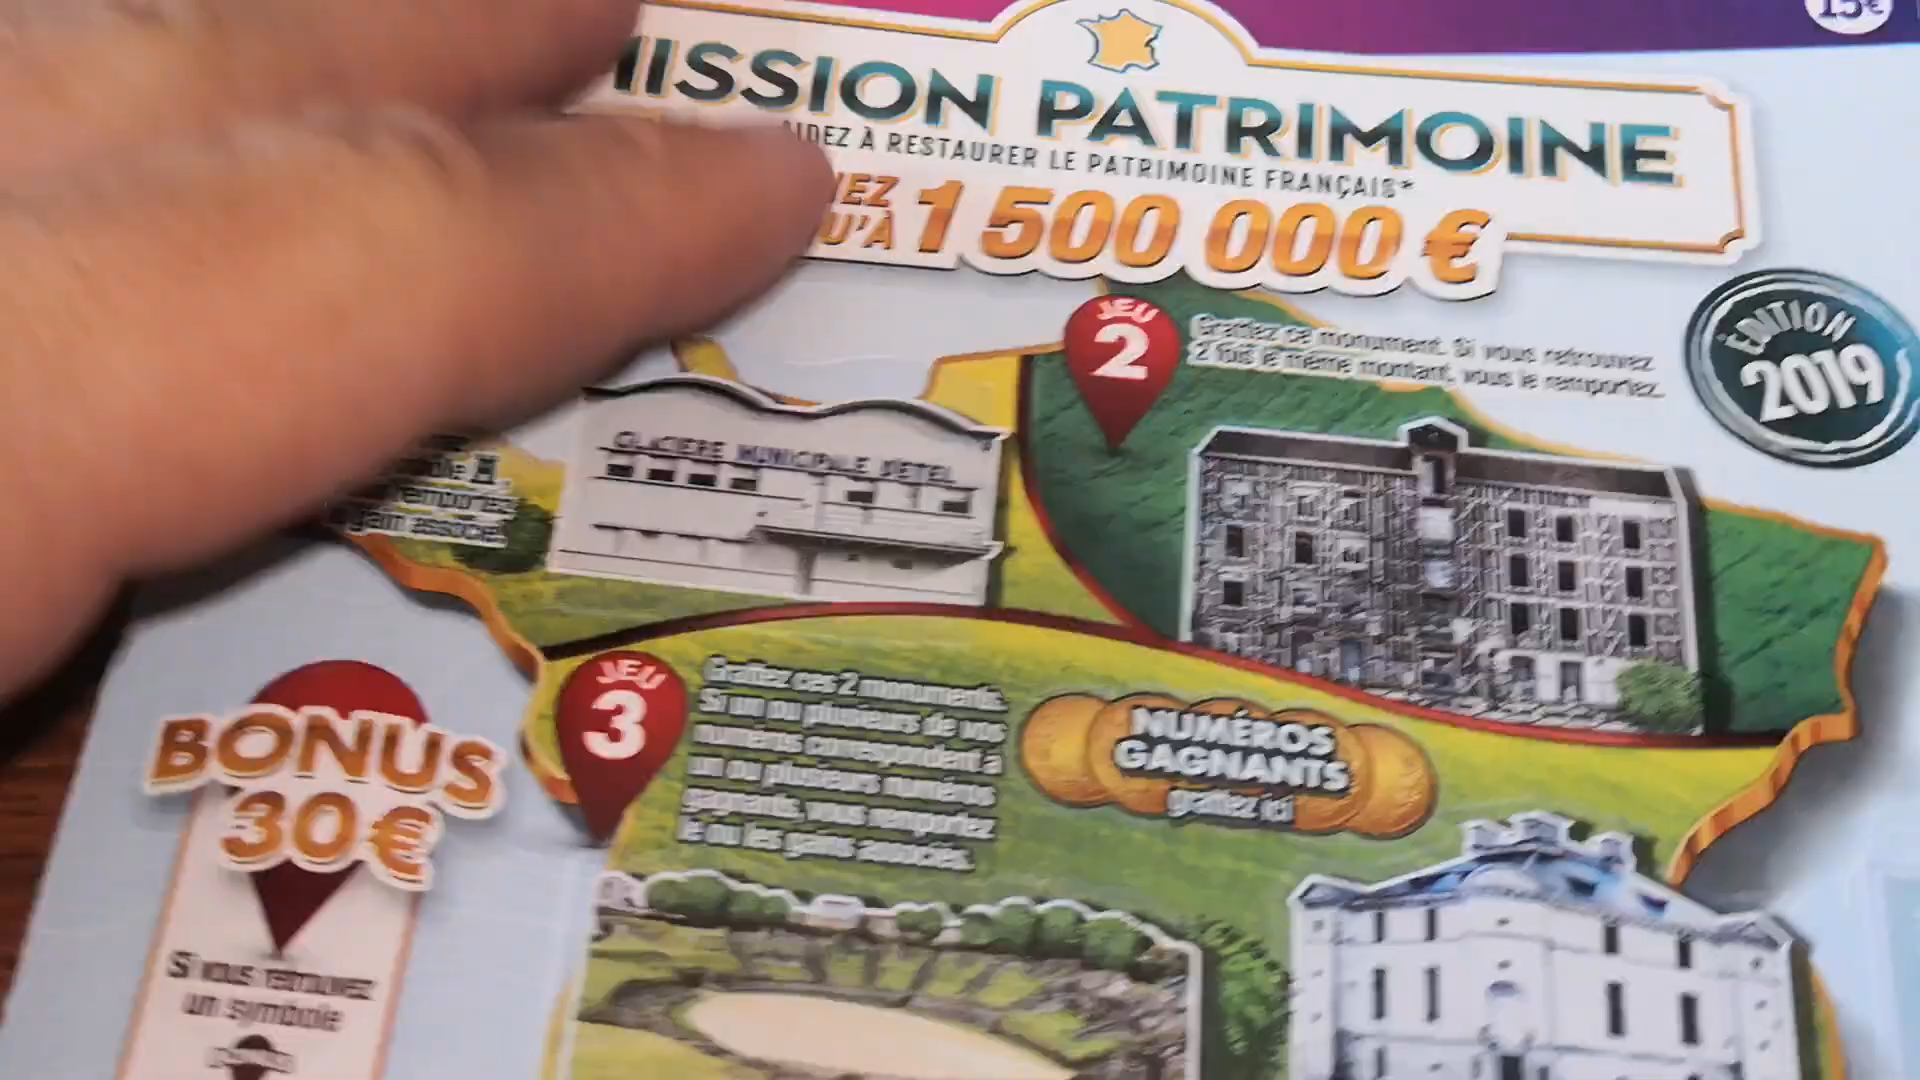 15€
MISSION PATRIMOINE
AIDEZ À RESTAURER LE PATRIMOINE FRANÇAIS*
1 500 000 €
JEU
2
Grattez ce monument. Si vous retrouvez
2 fois le même montant, vous le remportez.
ÉDITION
2019
GLACIERE MUNICIPALE D'ETEL
gain associé.
JEU
3
Grattez ces 2 monuments.
Si un ou plusieurs de vos
numéros correspondent à
un ou plusieurs numéros
gagnants, vous remportez
le ou les gains associés.
NUMÉROS
GAGNANTS
grattez ici
BONUS
30 €
Si vous retrouvez
un symbole